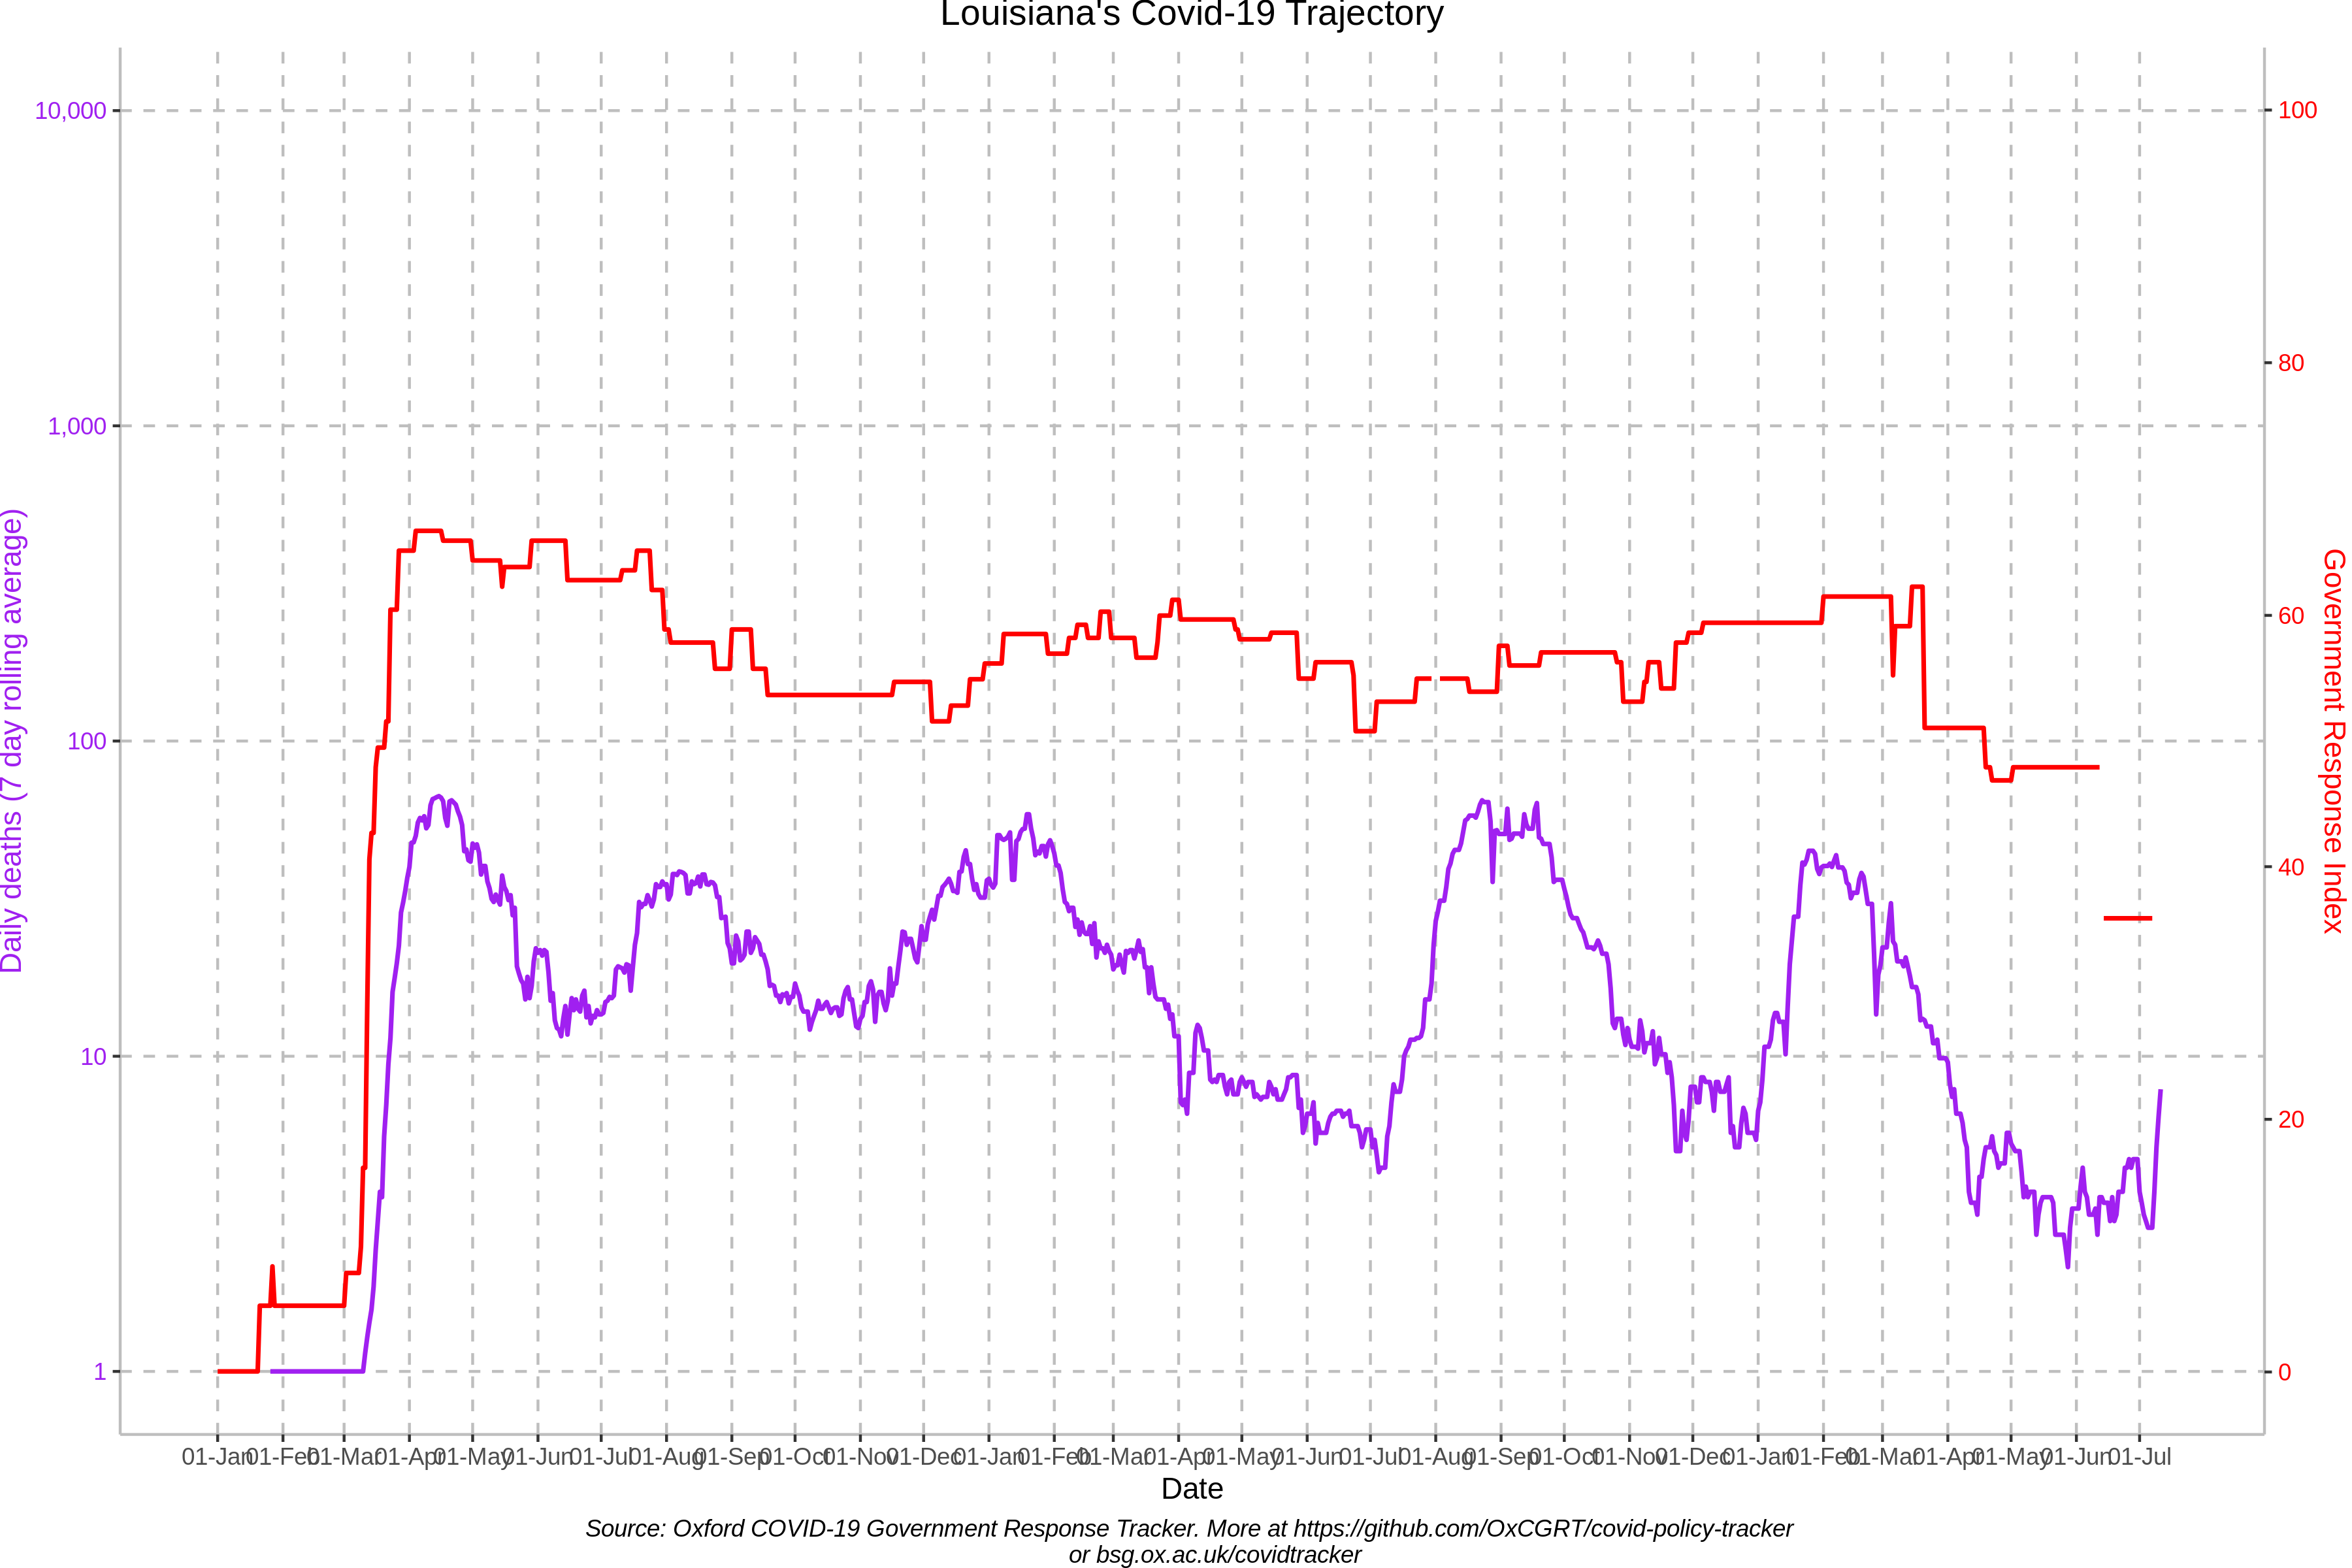 Louisiana's Covid-19 Trajectory
10,000
1,000
100
10
1
Daily deaths (7 day rolling average)
100
80
60
40
20
0
Government Response Index
01-Jan 01-Feb 01-Mar 01-Apr 01-May 01-Jun 01-Jul 01-Aug 01-Sep 01-Oct 01-Nov 01-Dec 01-Jan 01-Feb 01-Mar 01-Apr 01-May 01-Jun 01-Jul 01-Aug 01-Sep 01-Oct 01-Nov 01-Dec 01-Jan 01-Feb 01-Mar 01-Apr 01-May 01-Jun 01-Jul
Date
Source: Oxford COVID-19 Government Response Tracker. More at https://github.com/OxCGRT/covid-policy-tracker
or bsg.ox.ac.uk/covidtracker